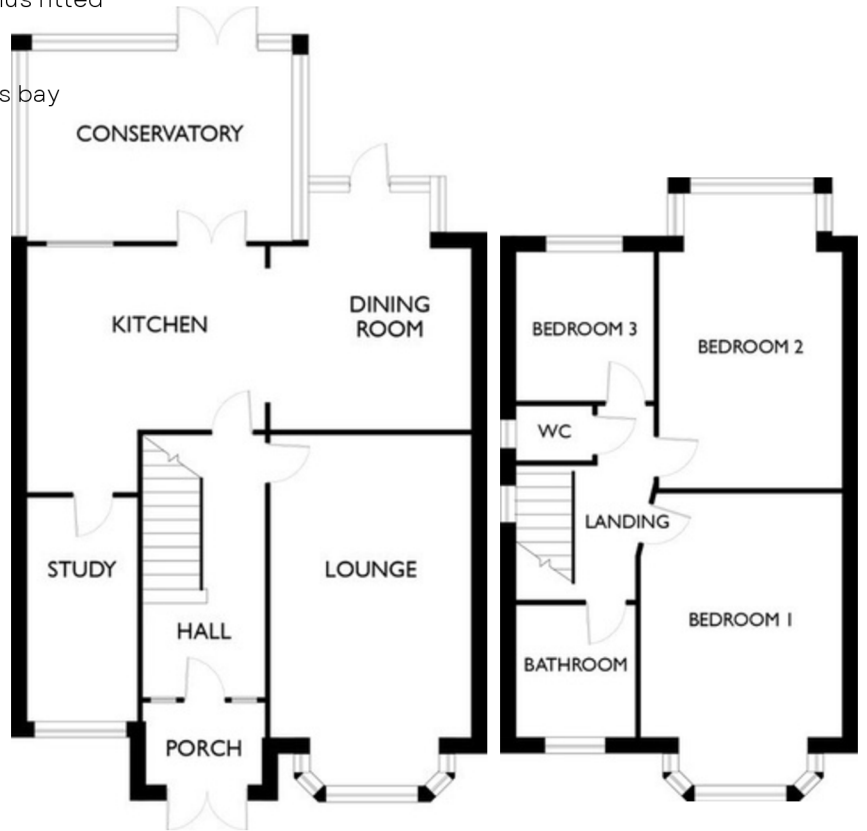 s bay
CONSERVATORY
KITCHEN
DINING
ROOM
STUDY
LOUNGE
HALL
PORCH
BEDROOM 3
BEDROOM 2
WC
LANDING
BEDROOM 1
BATHROOM